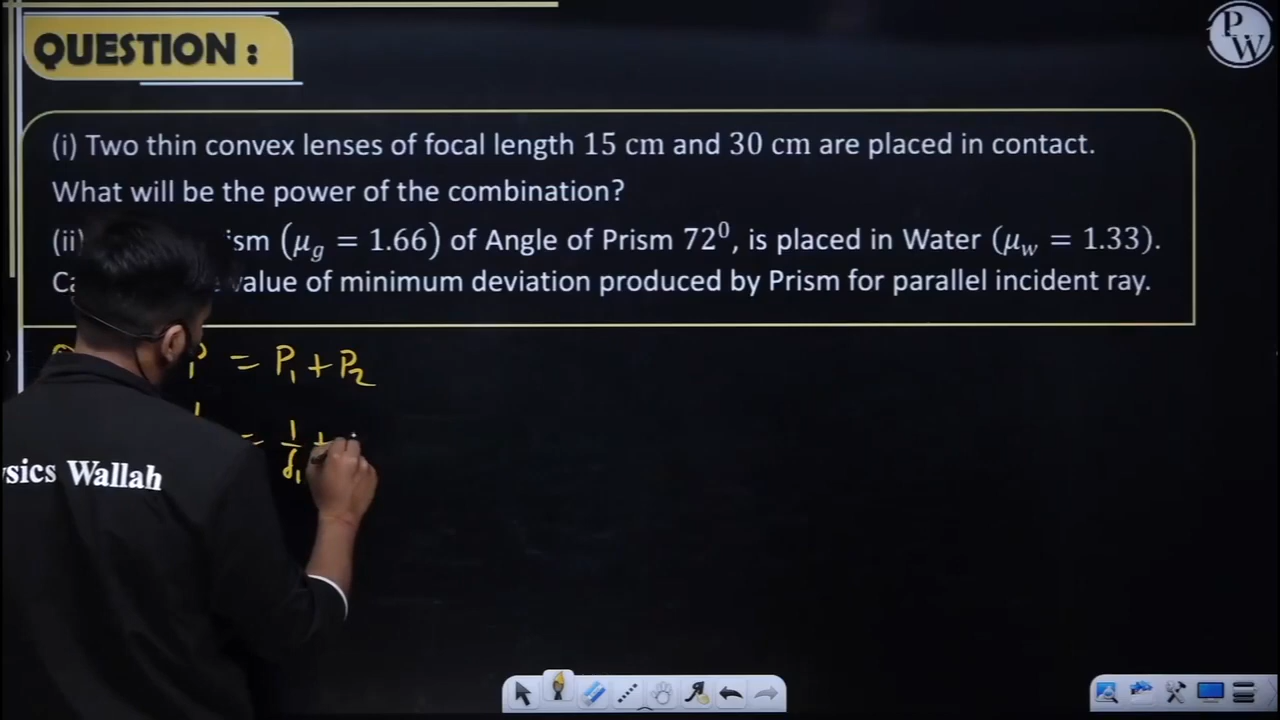 QUESTION :
P
W
(i) Two thin convex lenses of focal length 15 cm and 30 cm are placed in contact.
What will be the power of the combination?
(ii) ism (μg = 1.66) of Angle of Prism 72⁰, is placed in Water (μw = 1.33).
value of minimum deviation produced by Prism for parallel incident ray.
P = P₁ + P₂
= 1/f₁ +
sics Wallah